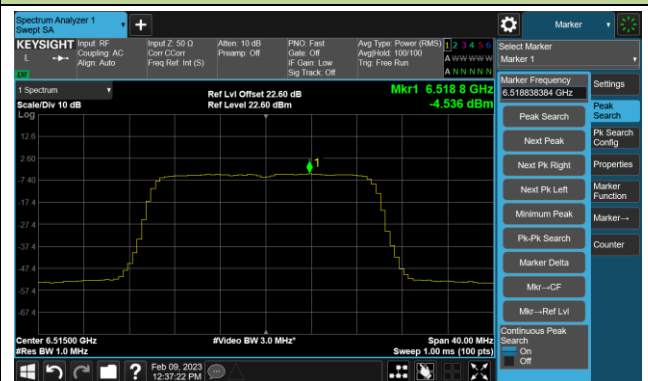 Spectrum Analyzer 1
Swept SA
+
Marker
KEYSIGHT
L
Input: RF
Coupling: AC
Align: Auto
Input Z: 50 Ω
Corr CCorr
Freq Ref: Int (S)
Atten: 10 dB
Preamp: Off
PNO: Fast
Gate: Off
IF Gain: Low
Sig Track: Off
Avg Type: Power (RMS)
Avg|Hold: 100/100
Trig: Free Run
1 2 3 4 5 6
A W W W W W
A N N N N N
Select Marker
Marker 1
1 Spectrum
Scale/Div 10 dB
Log
Ref Lvl Offset 22.60 dB
Ref Level 22.60 dBm
Mkr1 6.518 8 GHz
-4.536 dBm
12.6
2.60
-7.40
-17.4
-27.4
-37.4
-47.4
-57.4
-67.4
1
Center 6.51500 GHz
#Res BW 1.0 MHz
#Video BW 3.0 MHz*
Span 40.00 MHz
Sweep 1.00 ms (100 pts)
Marker Frequency
6.518838384 GHz
Peak Search
Next Peak
Next Pk Right
Next Pk Left
Minimum Peak
Pk-Pk Search
Marker Delta
Mkr→CF
Mkr→Ref Lvl
Continuous Peak
Search
On
Off
Settings
Peak
Search
Pk Search
Config
Properties
Marker
Function
Marker→
Counter
?
Feb 09, 2023
12:37:22 PM